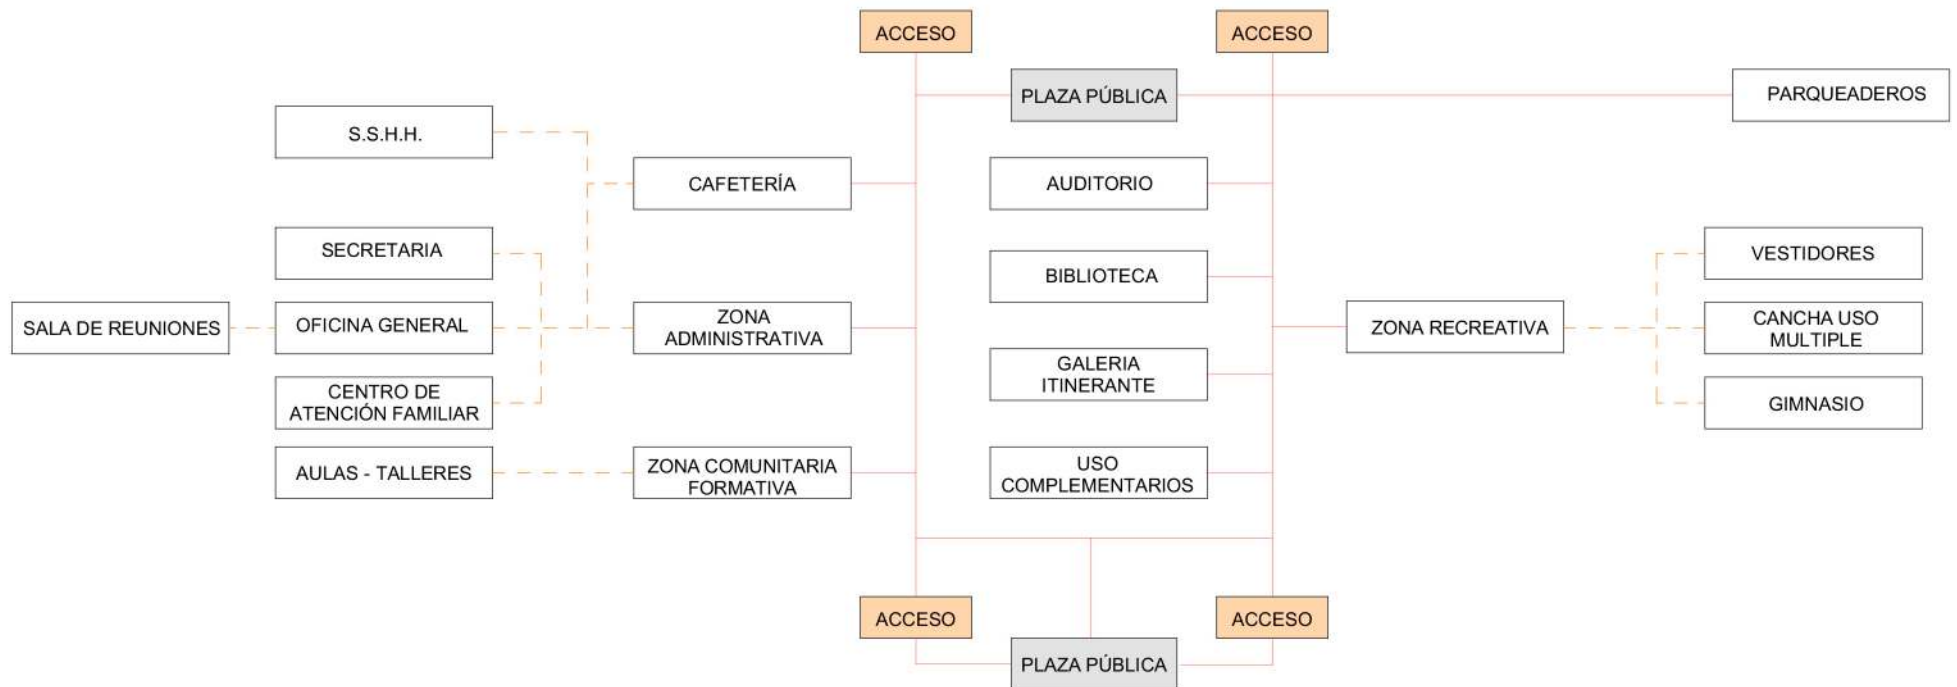 ACCESO
ACCESO
PLAZA PÚBLICA
PARQUEADEROS
S.S.H.H.
CAFETERÍA
AUDITORIO
SECRETARIA
BIBLIOTECA
VESTIDORES
SALA DE REUNIONES
OFICINA GENERAL
ZONA
ADMINISTRATIVA
ZONA RECREATIVA
CANCHA USO
MULTIPLE
GALERIA
ITINERANTE
CENTRO DE
ATENCIÓN FAMILIAR
GIMNASIO
AULAS - TALLERES
ZONA COMUNITARIA
FORMATIVA
USO
COMPLEMENTARIOS
ACCESO
ACCESO
PLAZA PÚBLICA